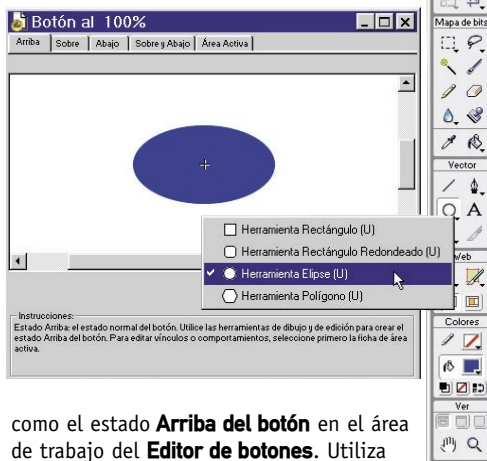 Botón al 100%
Arriba
Sobre
Abajo
Sobre y Abajo
Área Activa
Herramienta Rectángulo (U)
Herramienta Rectángulo Redondeado (U)
Herramienta Elipse (U)
Herramienta Polígono (U)
Instrucciones:
Estado Arriba: el estado normal del botón. Utilice las herramientas de dibujo y de edición para crear el
estado Arriba del botón. Para editar vínculos o comportamientos, seleccione primero la ficha de área
activa.
Mapa de bits
Vector
A
Web
Colores
Ver
como el estado Arriba del botón en el área
de trabajo del Editor de botones. Utiliza